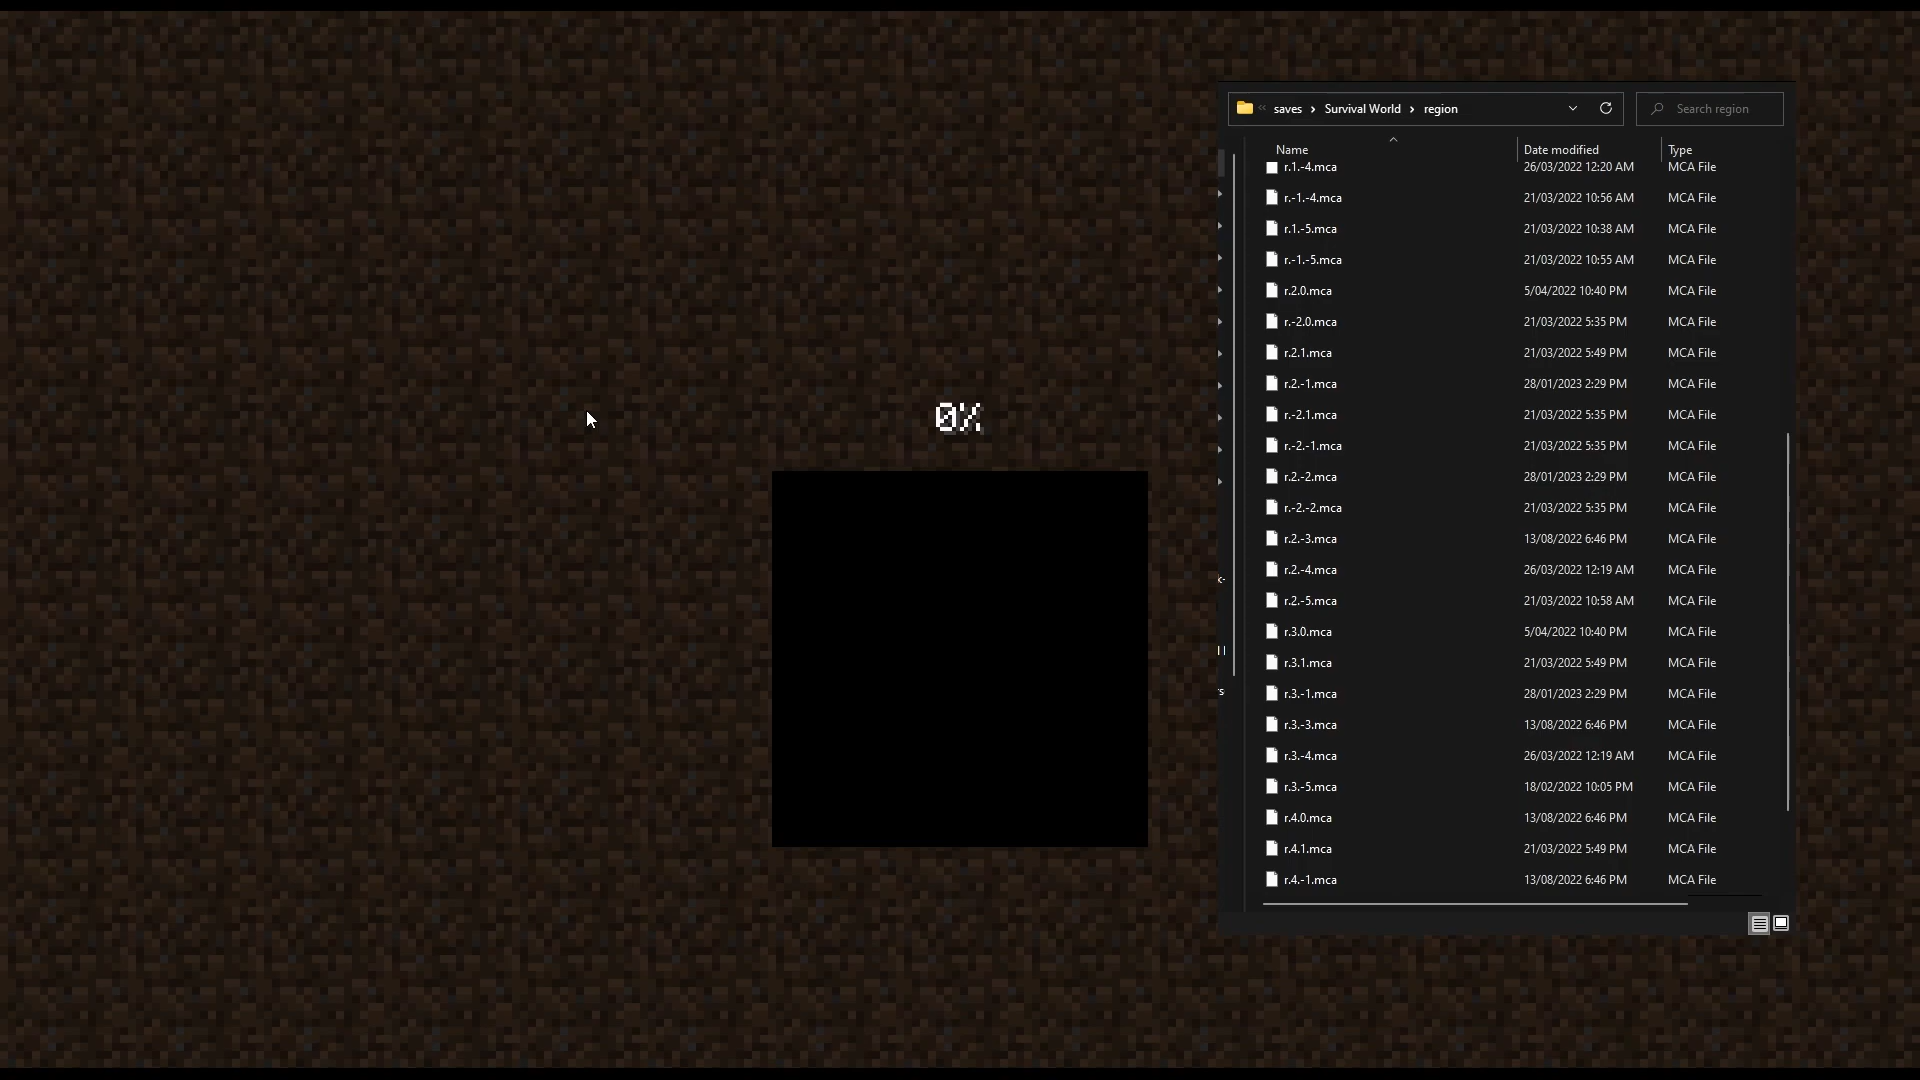 0%
saves > Survival World > region
Search region
Name Date modified Type
r.1.-4.mca 26/03/2022 12:20 AM MCA File
r.-1.-4.mca 21/03/2022 10:56 AM MCA File
r.1.-5.mca 21/03/2022 10:38 AM MCA File
r.-1.-5.mca 21/03/2022 10:55 AM MCA File
r.2.0.mca 5/04/2022 10:40 PM MCA File
r.-2.0.mca 21/03/2022 5:35 PM MCA File
r.2.1.mca 21/03/2022 5:49 PM MCA File
r.2.-1.mca 28/01/2023 2:29 PM MCA File
r.-2.1.mca 21/03/2022 5:35 PM MCA File
r.-2.-1.mca 21/03/2022 5:35 PM MCA File
r.2.-2.mca 28/01/2023 2:29 PM MCA File
r.-2.-2.mca 21/03/2022 5:35 PM MCA File
r.2.-3.mca 13/08/2022 6:46 PM MCA File
r.2.-4.mca 26/03/2022 12:19 AM MCA File
r.2.-5.mca 21/03/2022 10:58 AM MCA File
r.3.0.mca 5/04/2022 10:40 PM MCA File
r.3.1.mca 21/03/2022 5:49 PM MCA File
r.3.-1.mca 28/01/2023 2:29 PM MCA File
r.3.-3.mca 13/08/2022 6:46 PM MCA File
r.3.-4.mca 26/03/2022 12:19 AM MCA File
r.3.-5.mca 18/02/2022 10:05 PM MCA File
r.4.0.mca 13/08/2022 6:46 PM MCA File
r.4.1.mca 21/03/2022 5:49 PM MCA File
r.4.-1.mca 13/08/2022 6:46 PM MCA File